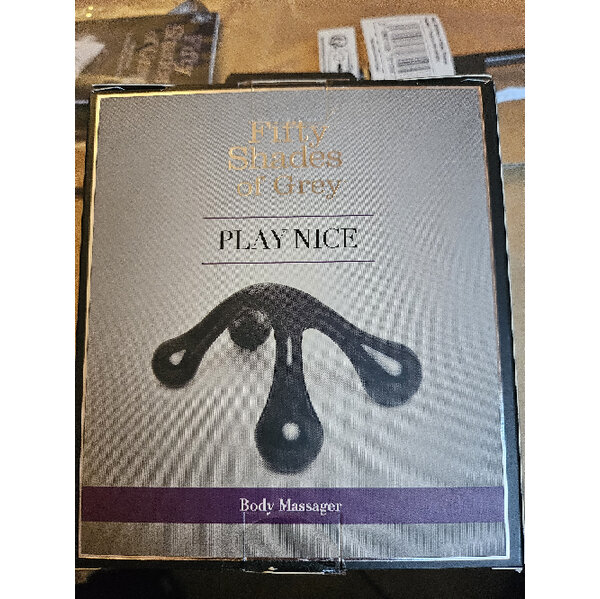 Fifty
Shades
of Grey
PLAY NICE
Body Massager